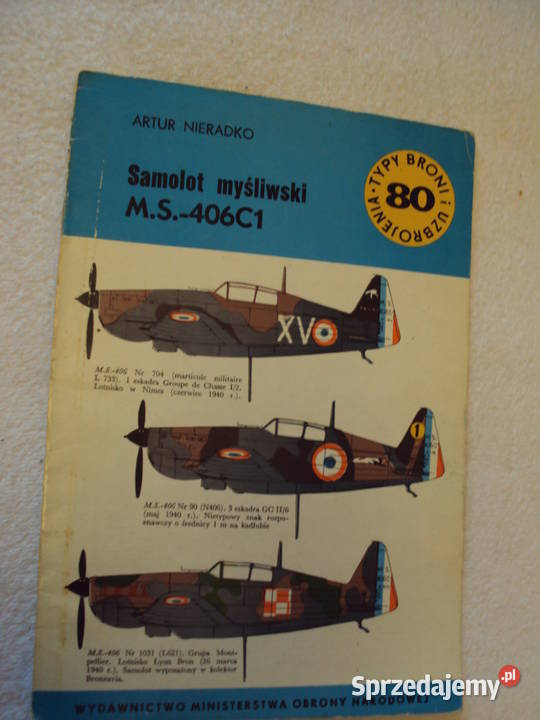 ARTUR NIERADKO
Samolot myśliwski
M.S.-406C1
TYPY BRONI i UZBROJENIA
80
XV
M.S.-406 Nr 704 (marticule militaire
L 733). 1 eskadra Groupe de Chasse I/2.
Lotnisko w Nimes (czerwiec 1940 r.).
1
M.S.-406 Nr 90 (N406). 3 eskadra GC II/6
(maj 1940 r.). Nietypowy znak rozpo-
znawczy o średnicy 1 m na kadłubie
M.S.-406 Nr 1031 (L621). Grupa Mont-
pellier. Lotnisko Lyon Bron (26 marca
1940 r.). Samolot wyposażony w kolektor
Bronzavia.
WYDAWNICTWO MINISTERSTWA OBRONY NARODOWEJ
Sprzedajemy.pl